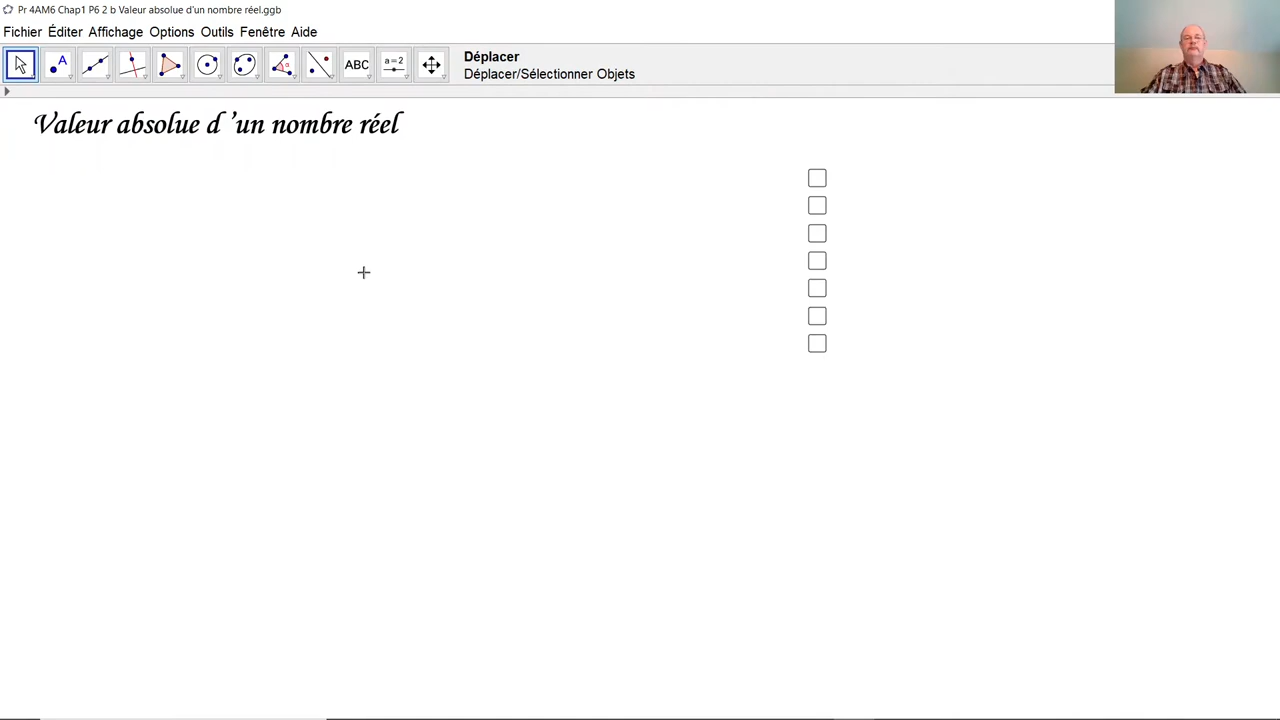 Pr 4AM6 Chap1 P6 2 b Valeur absolue d'un nombre réel.ggb
Fichier Éditer Affichage Options Outils Fenêtre Aide
A
α
ABC
a=2
Déplacer
Déplacer/Sélectionner Objets
Valeur absolue d 'un nombre réel